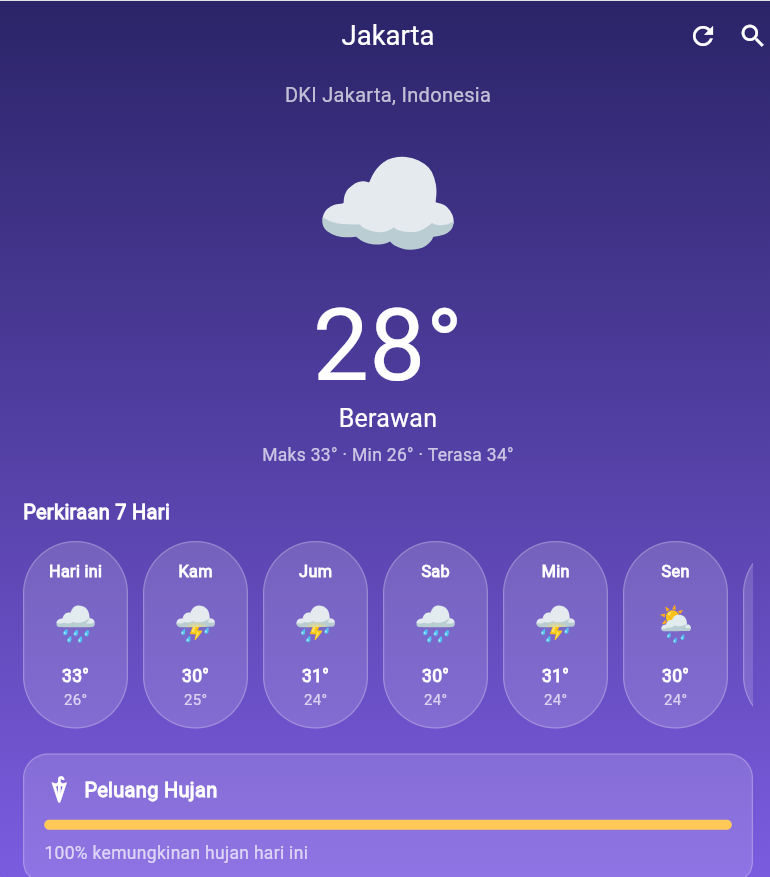 Jakarta
DKI Jakarta, Indonesia
28°
Berawan
Maks 33° · Min 26° · Terasa 34°
Perkiraan 7 Hari
Hari ini Kam Jum Sab Min Sen
33° 30° 31° 30° 31° 30°
26° 25° 24° 24° 24° 24°
Peluang Hujan
100% kemungkinan hujan hari ini